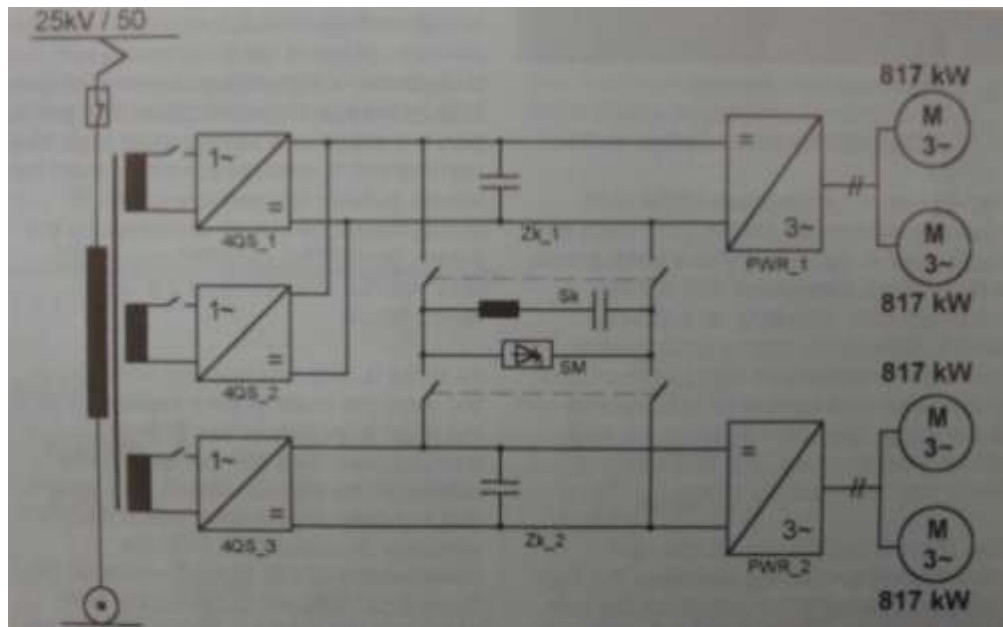 25kV / 50
817 kW
M
3~
1~
=
4QS_1
=
3~
PWR_1
Zk_1
M
3~
817 kW
1~
=
4QS_2
Sk
SM
817 kW
M
3~
1~
=
4QS_3
=
3~
PWR_2
Zk_2
M
3~
817 kW